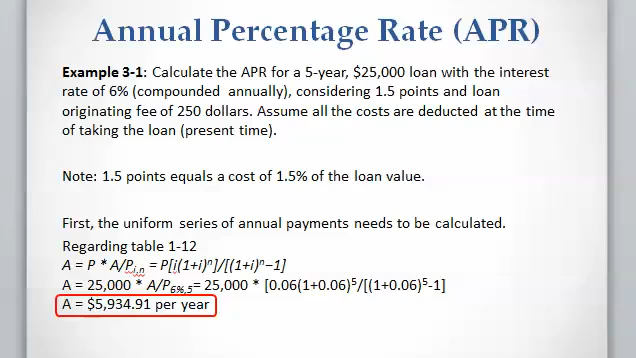 Annual Percentage Rate (APR)
Example 3-1: Calculate the APR for a 5-year, $25,000 loan with the interest
rate of 6% (compounded annually), considering 1.5 points and loan
originating fee of 250 dollars. Assume all the costs are deducted at the time
of taking the loan (present time).
Note: 1.5 points equals a cost of 1.5% of the loan value.
First, the uniform series of annual payments needs to be calculated.
Regarding table 1-12
A = P * A/Pi,n = P[i(1+i)ⁿ]/[(1+i)ⁿ−1]
A = 25,000 * A/P6%,5= 25,000 * [0.06(1+0.06)⁵/[(1+0.06)⁵-1]
A = $5,934.91 per year